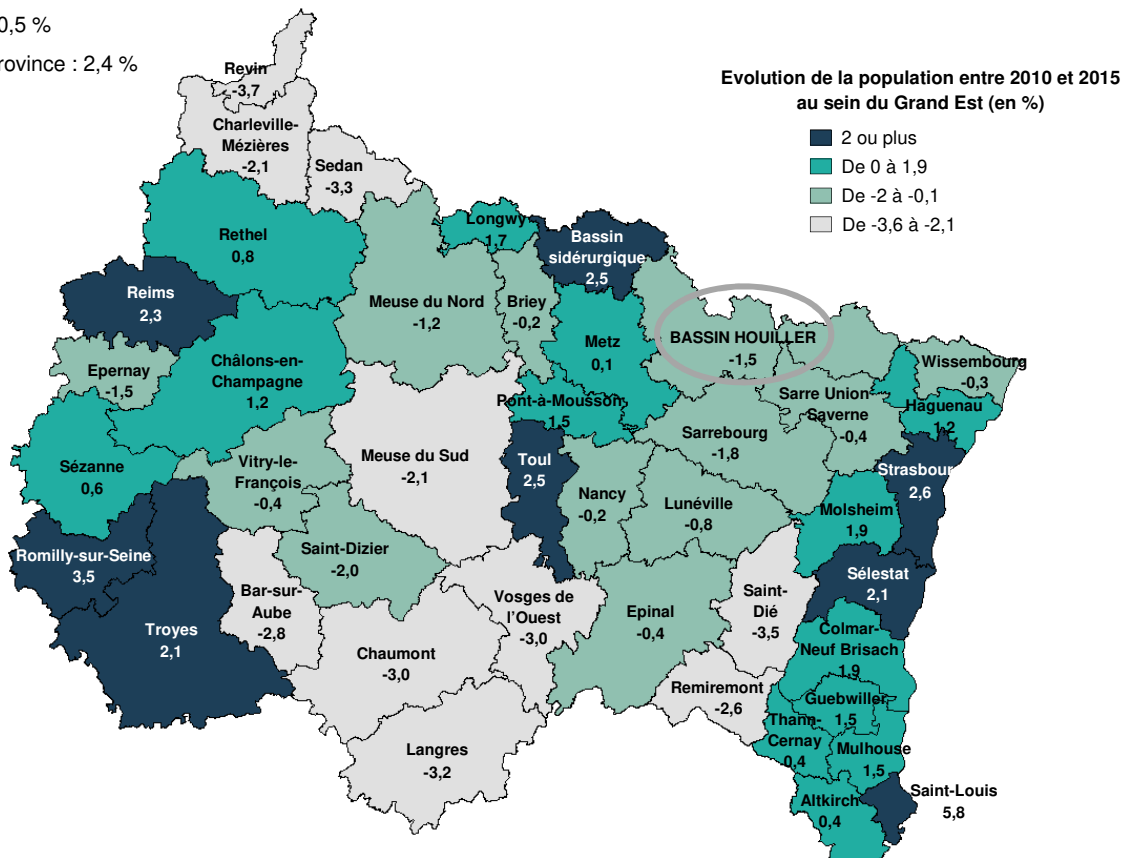 0,5 %
rovince : 2,4 %
Evolution de la population entre 2010 et 2015
au sein du Grand Est (en %)
2 ou plus
De 0 à 1,9
De -2 à -0,1
De -3,6 à -2,1
Revin
-3,7
Charleville-
Mézières
-2,1
Sedan
-3,3
Rethel
0,8
Longwy
1,7
Bassin
sidérurgique
2,5
Reims
2,3
Meuse du Nord
-1,2
Briey
-0,2
Metz
0,1
BASSIN HOUILLER
-1,5
Wissembourg
-0,3
Epernay
-1,5
Châlons-en-
Champagne
1,2
Pont-à-Mousson
1,5
Sarre Union
Saverne
-0,4
Haguenau
1,2
Sézanne
0,6
Vitry-le-
François
-0,4
Meuse du Sud
-2,1
Toul
2,5
Nancy
-0,2
Sarrebourg
-1,8
Lunéville
-0,8
Strasbour
2,6
Molsheim
1,9
Romilly-sur-Seine
3,5
Saint-Dizier
-2,0
Sélestat
2,1
Troyes
2,1
Bar-sur-
Aube
-2,8
Chaumont
-3,0
Vosges de
l'Ouest
-3,0
Epinal
-0,4
Saint-
Dié
-3,5
Colmar-
Neuf Brisach
1,9
Remiremont
-2,6
Guebwiller
1,5
Thann-
Cernay
0,4
Mulhouse
1,5
Langres
-3,2
Altkirch
0,4
Saint-Louis
5,8